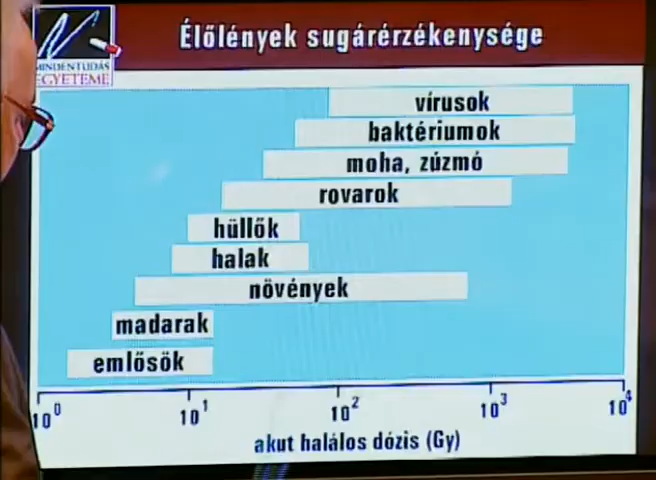 MINDENTUDÁS
EGYETEME
Élőlények sugárérzékenysége
vírusok
baktériumok
moha, zúzmó
rovarok
hüllők
halak
növények
madarak
emlősök
10⁰ 10¹ 10² 10³ 10⁴
akut halálos dózis (Gy)